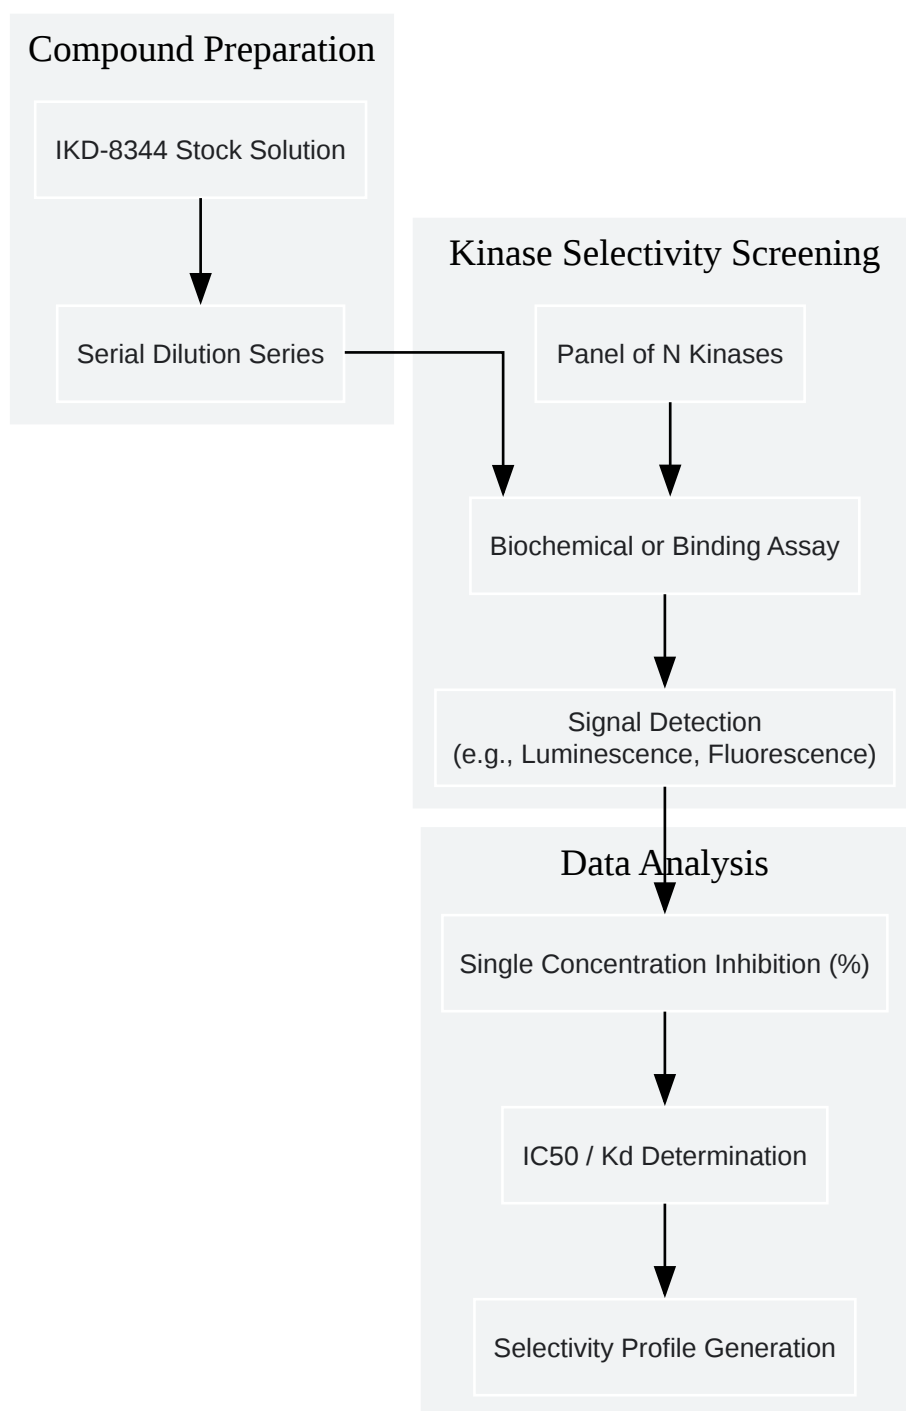 Compound Preparation
IKD-8344 Stock Solution
Serial Dilution Series
Kinase Selectivity Screening
Panel of N Kinases
Biochemical or Binding Assay
Signal Detection
(e.g., Luminescence, Fluorescence)
Data Analysis
Single Concentration Inhibition (%)
IC50 / Kd Determination
Selectivity Profile Generation